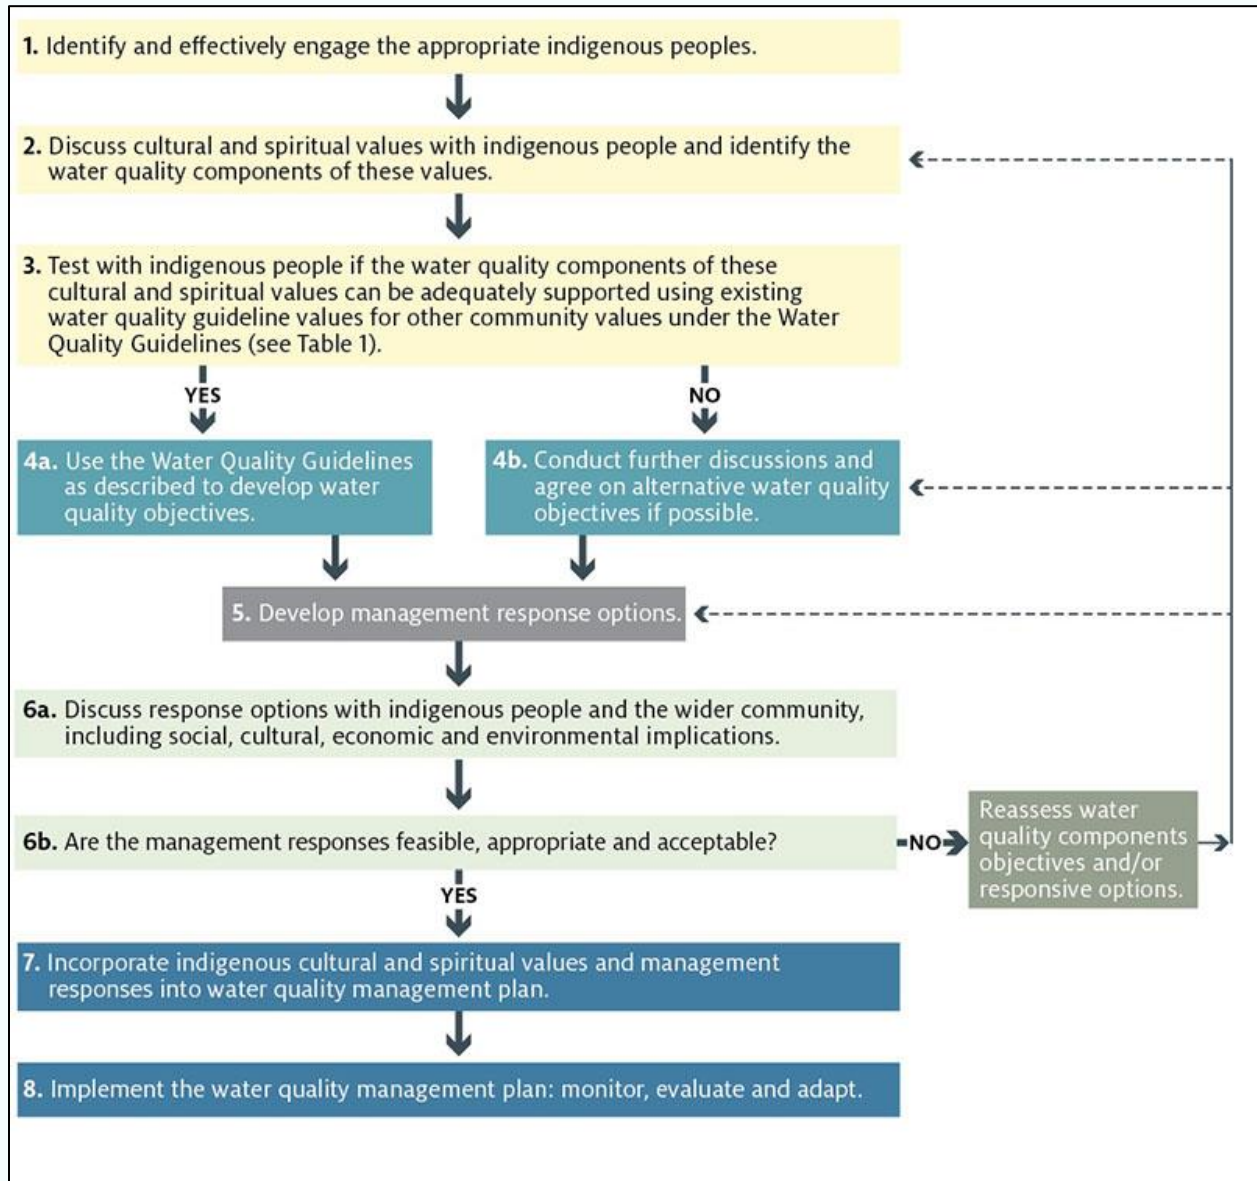 1. Identify and effectively engage the appropriate indigenous peoples.
2. Discuss cultural and spiritual values with indigenous people and identify the
water quality components of these values.
3. Test with indigenous people if the water quality components of these
cultural and spiritual values can be adequately supported using existing
water quality guideline values for other community values under the Water
Quality Guidelines (see Table 1).
YES
NO
4a. Use the Water Quality Guidelines
as described to develop water
quality objectives.
4b. Conduct further discussions and
agree on alternative water quality
objectives if possible.
5. Develop management response options.
6a. Discuss response options with indigenous people and the wider community,
including social, cultural, economic and environmental implications.
6b. Are the management responses feasible, appropriate and acceptable?
NO
Reassess water
quality components
objectives and/or
responsive options.
YES
7. Incorporate indigenous cultural and spiritual values and management
responses into water quality management plan.
8. Implement the water quality management plan: monitor, evaluate and adapt.